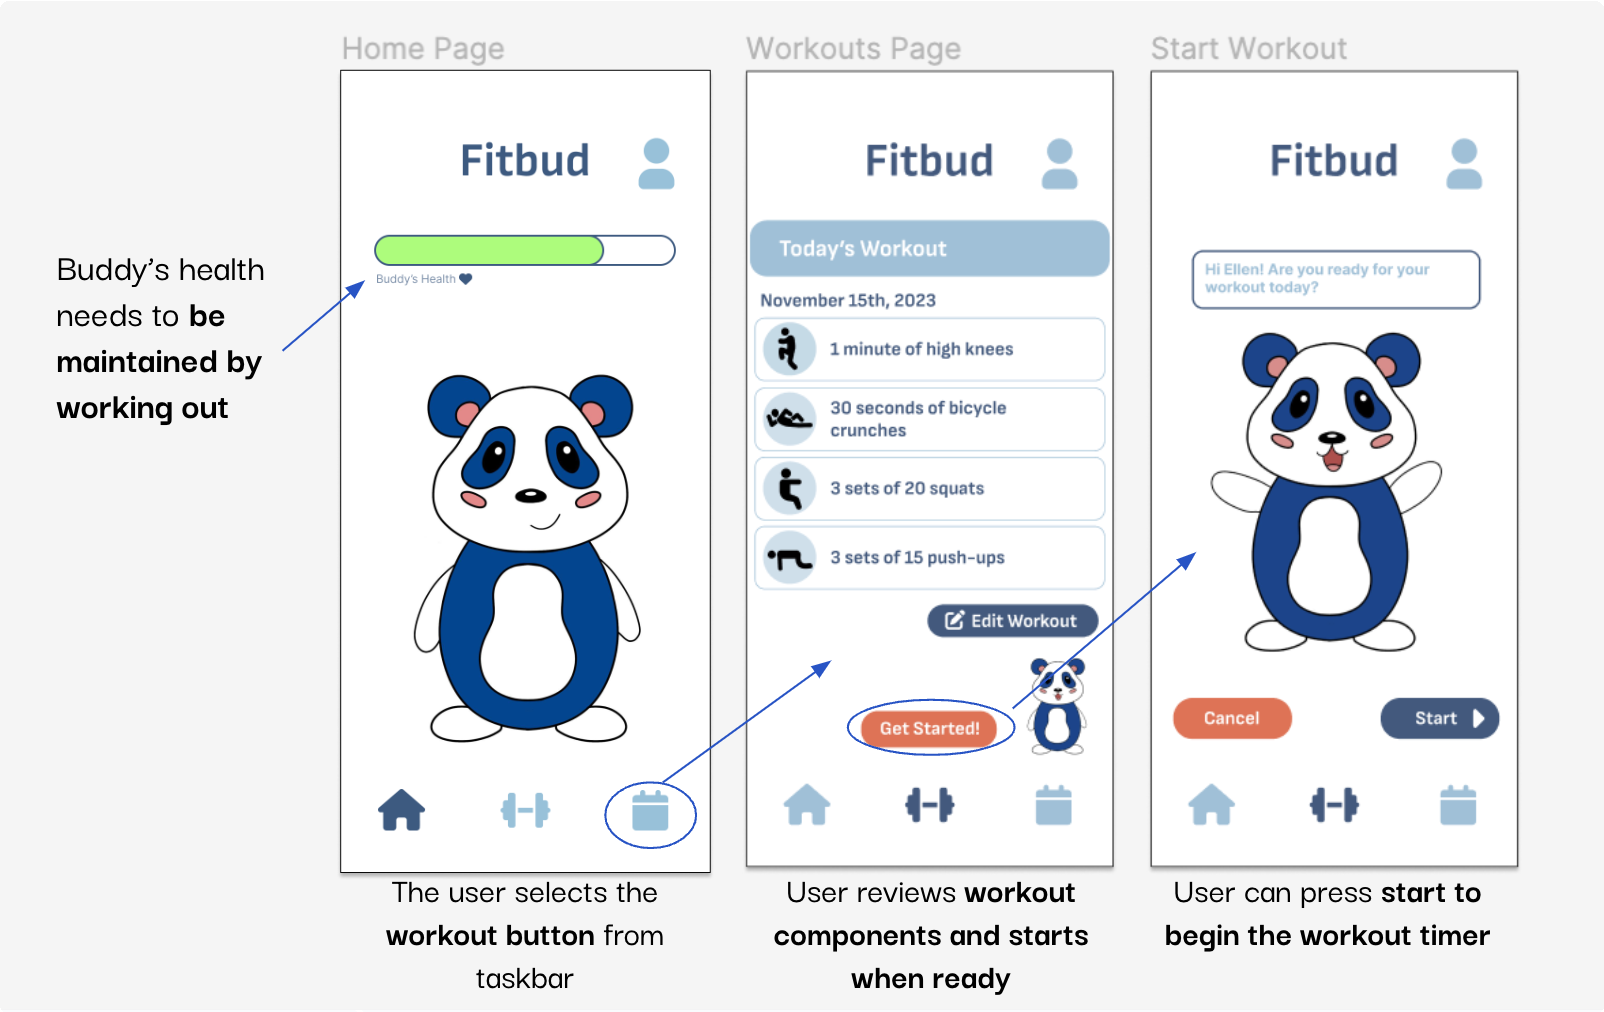 Home Page
Workouts Page
Start Workout
Fitbud
Fitbud
Fitbud
Buddy's health
needs to be
maintained by
working out
Buddy's Health
Today's Workout
November 15th, 2023
1 minute of high knees
30 seconds of bicycle
crunches
3 sets of 20 squats
3 sets of 15 push-ups
Edit Workout
Get Started!
Hi Ellen! Are you ready for your
workout today?
Cancel
Start
The user selects the
workout button from
taskbar
User reviews workout
components and starts
when ready
User can press start to
begin the workout timer